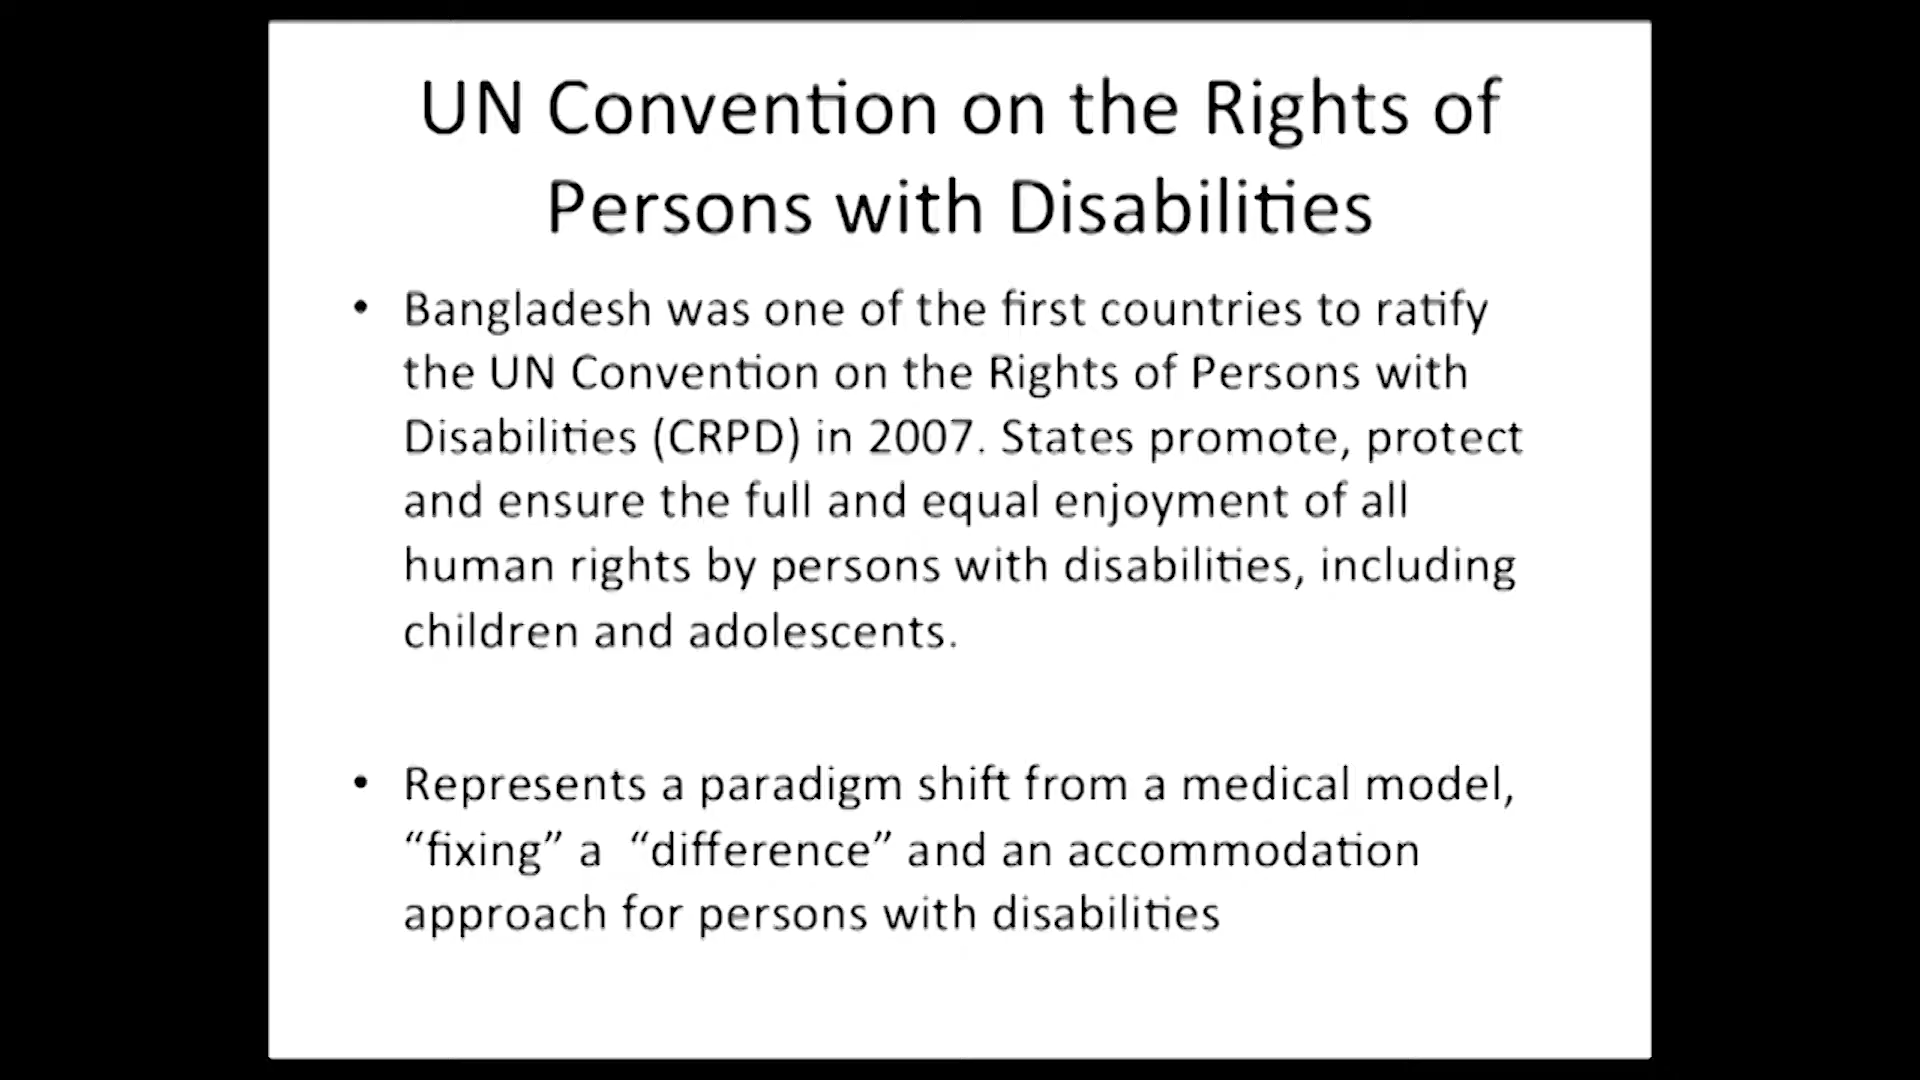 UN Convention on the Rights of
Persons with Disabilities
• Bangladesh was one of the first countries to ratify
the UN Convention on the Rights of Persons with
Disabilities (CRPD) in 2007. States promote, protect
and ensure the full and equal enjoyment of all
human rights by persons with disabilities, including
children and adolescents.
• Represents a paradigm shift from a medical model,
“fixing” a “difference” and an accommodation
approach for persons with disabilities